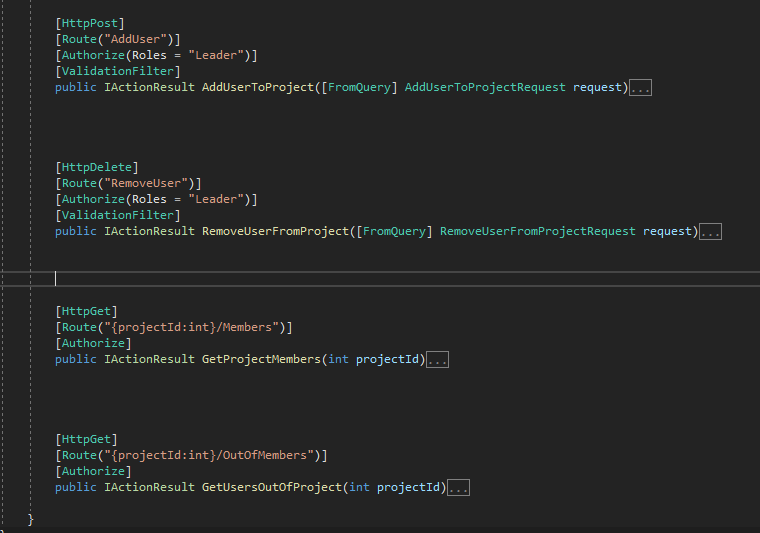 [HttpPost]
[Route("AddUser")]
[Authorize(Roles = "Leader")]
[ValidationFilter]
public IActionResult AddUserToProject([FromQuery] AddUserToProjectRequest request)...
[HttpDelete]
[Route("RemoveUser")]
[Authorize(Roles = "Leader")]
[ValidationFilter]
public IActionResult RemoveUserFromProject([FromQuery] RemoveUserFromProjectRequest request)...
[HttpGet]
[Route("{projectId:int}/Members")]
[Authorize]
public IActionResult GetProjectMembers(int projectId)...
[HttpGet]
[Route("{projectId:int}/OutOfMembers")]
[Authorize]
public IActionResult GetUsersOutOfProject(int projectId)...
}